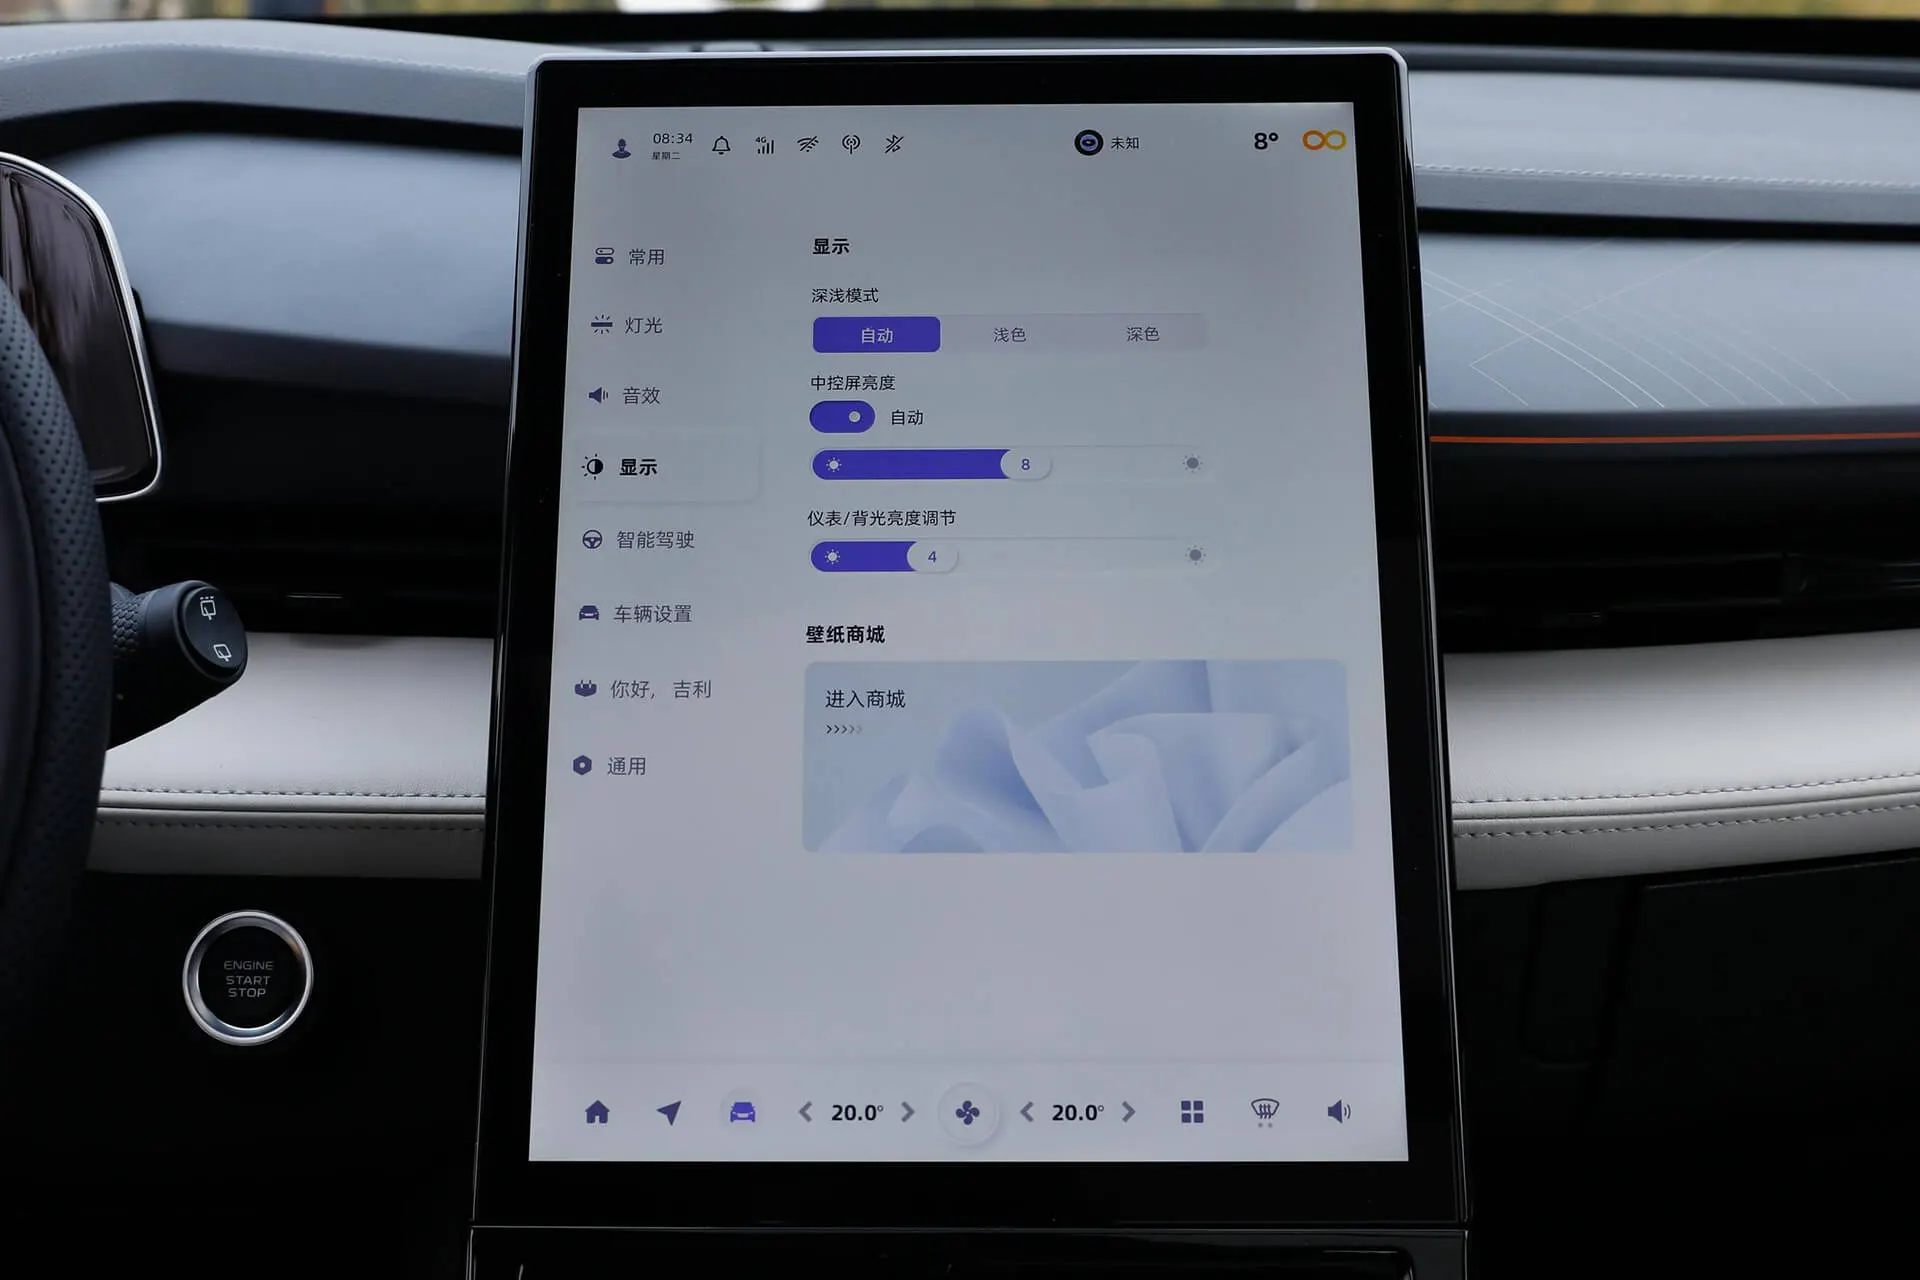 08:34
星期二
4G
未知
8°
常用
灯光
音效
显示
智能驾驶
车辆设置
你好，吉利
通用
显示
深浅模式
自动 浅色 深色
中控屏亮度
自动
8
仪表/背光亮度调节
4
壁纸商城
进入商城
›››››
20.0° 20.0°
ENGINE
START
STOP